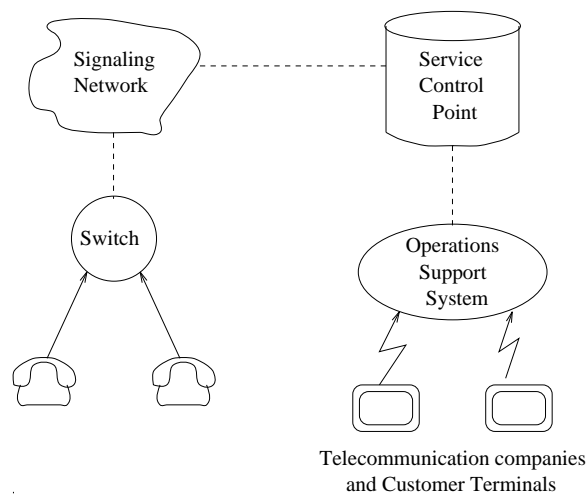 Signaling
Network
Service
Control
Point
Switch
Operations
Support
System
Telecommunication companies
and Customer Terminals